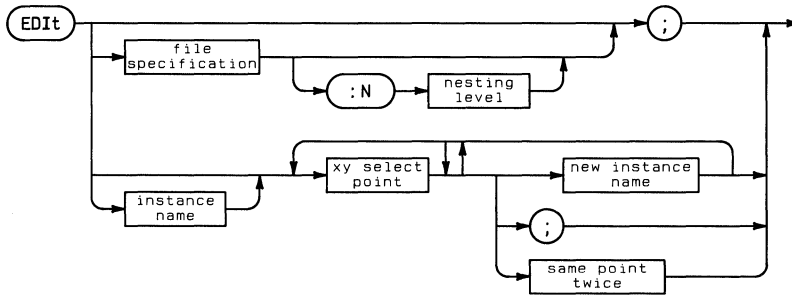 EDIt
;
file
specification
:N
nesting
level
xy select
point
new instance
name
instance
name
;
same point
twice